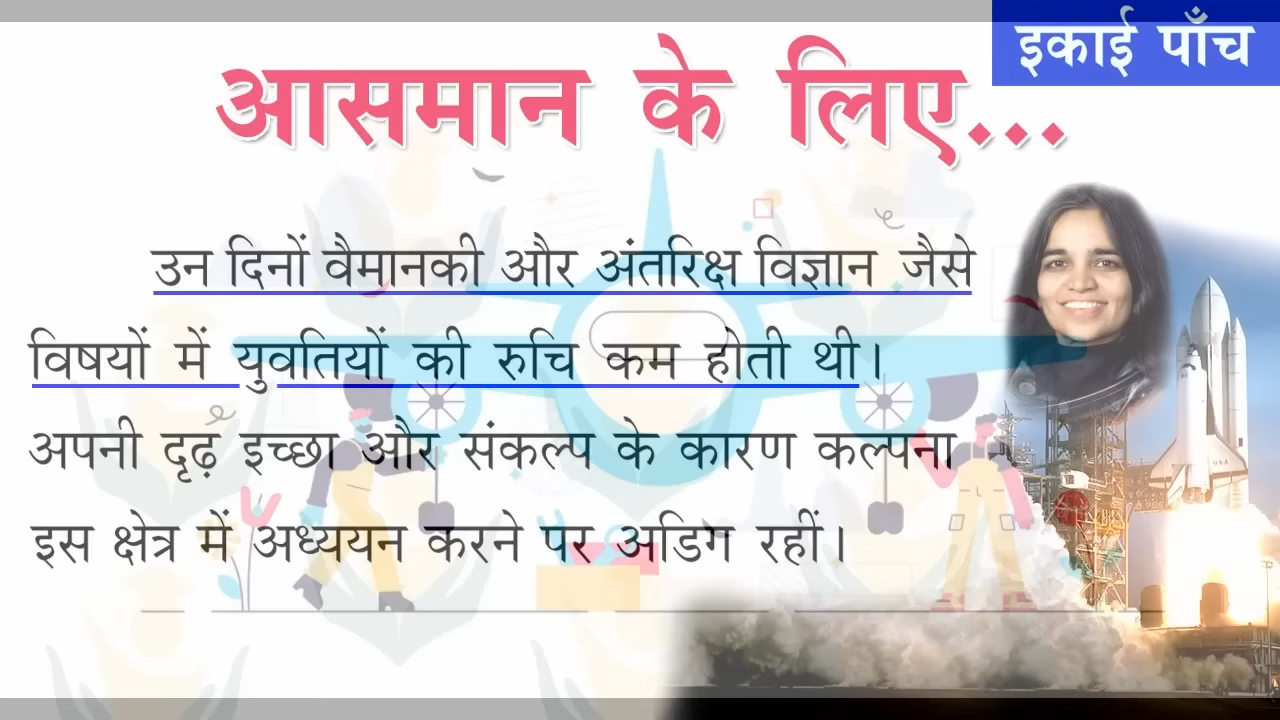 इकाई पाँच
आसमान के लिए...
उन दिनों वैमानकी और अंतरिक्ष विज्ञान जैसे
विषयों में युवतियों की रुचि कम होती थी।
अपनी दृढ़ इच्छा और संकल्प के कारण कल्पना
इस क्षेत्र में अध्ययन करने पर अडिग रहीं।
USA